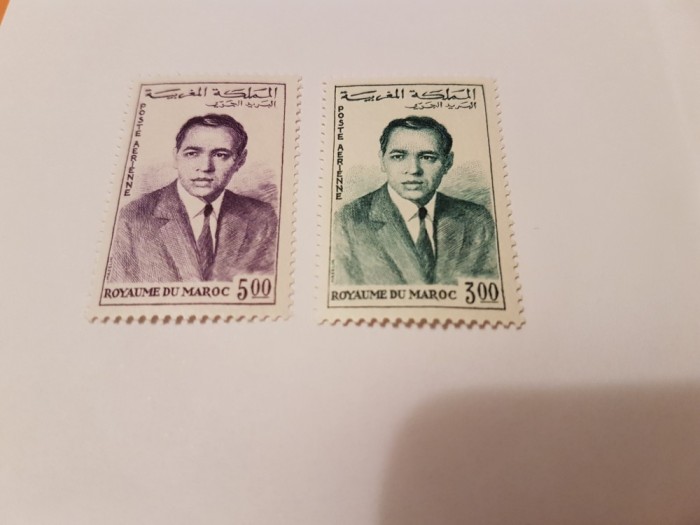 المملكة المغربية
البريد الجوي
POSTE AERIENNE
ROYAUME DU MAROC 5.00
المملكة المغربية
البريد الجوي
POSTE AERIENNE
ROYAUME DU MAROC 3.00